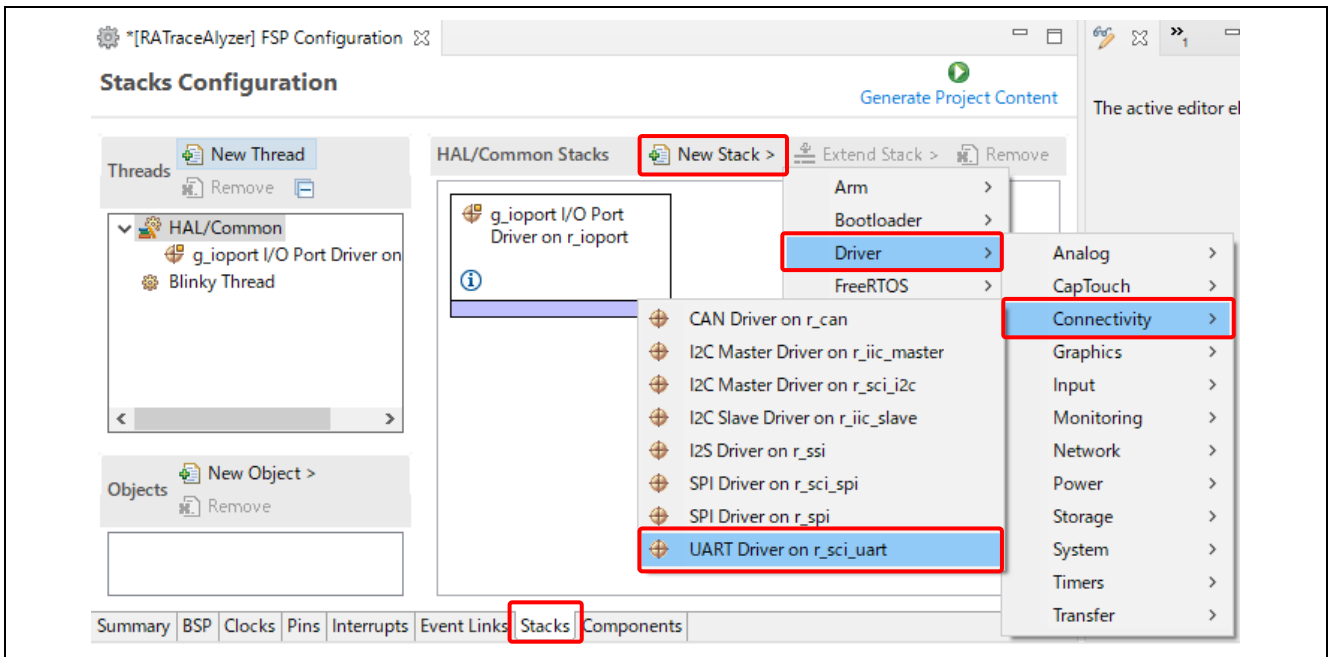 *[RATraceAlyzer] FSP Configuration
»1
Stacks Configuration
Generate Project Content
The active editor el
Threads
New Thread
Remove
HAL/Common Stacks
New Stack >
Extend Stack >
Remove
HAL/Common
g_ioport I/O Port Driver on
Blinky Thread
g_ioport I/O Port
Driver on r_ioport
Arm >
Bootloader >
Driver >
FreeRTOS >
Analog >
CapTouch >
Connectivity >
Graphics >
Input >
Monitoring >
Network >
Power >
Storage >
System >
Timers >
Transfer >
CAN Driver on r_can
I2C Master Driver on r_iic_master
I2C Master Driver on r_sci_i2c
I2C Slave Driver on r_iic_slave
I2S Driver on r_ssi
SPI Driver on r_sci_spi
SPI Driver on r_spi
UART Driver on r_sci_uart
Objects
New Object >
Remove
Summary BSP Clocks Pins Interrupts Event Links Stacks Components